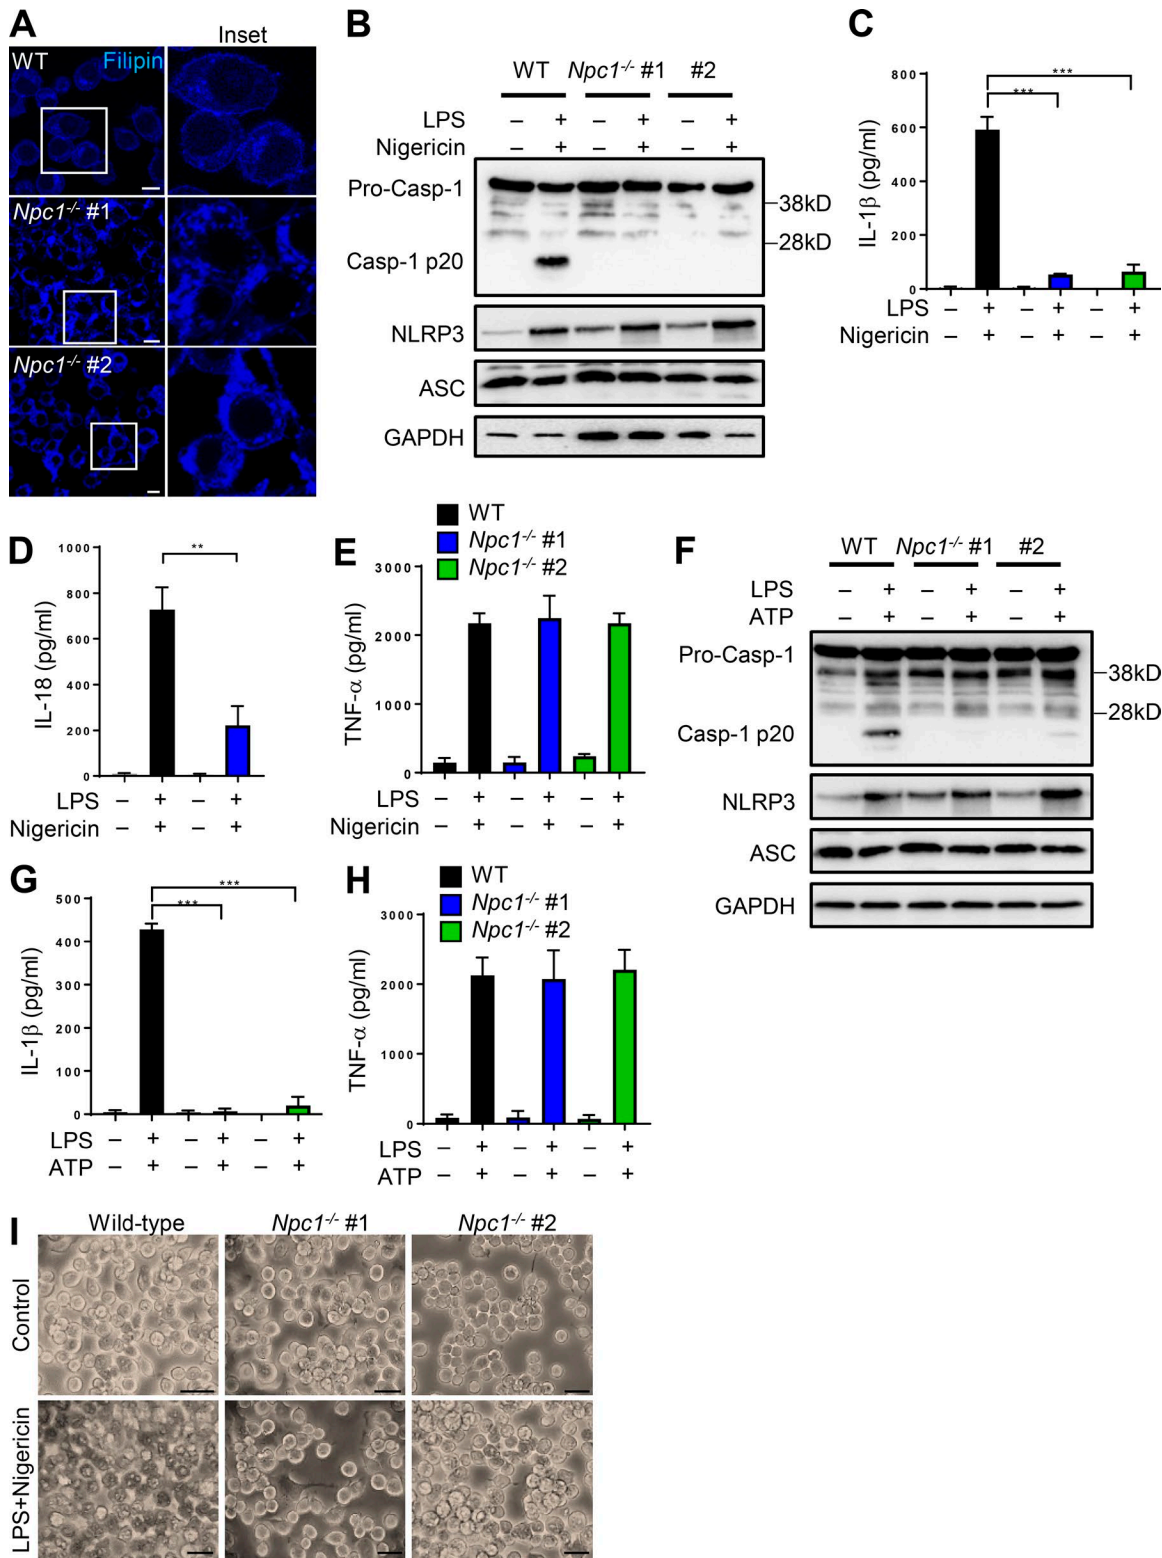 A
Inset
WT Filipin
Npc1-/- #1
Npc1-/- #2
B
WT Npc1-/- #1 #2
LPS – + – + – +
Nigericin – + – + – +
Pro-Casp-1
38kD
28kD
Casp-1 p20
NLRP3
ASC
GAPDH
C
IL-1β (pg/ml)
800
600
400
200
0
***
***
LPS – + – + – +
Nigericin – + – + – +
D
IL-18 (pg/ml)
1000
800
600
400
200
0
**
LPS – + – +
Nigericin – + – +
E
WT
Npc1-/- #1
Npc1-/- #2
TNF-α (pg/ml)
3000
2000
1000
0
LPS – + – + – +
Nigericin – + – + – +
F
WT Npc1-/- #1 #2
LPS – + – + – +
ATP – + – + – +
Pro-Casp-1
38kD
28kD
Casp-1 p20
NLRP3
ASC
GAPDH
G
IL-1β (pg/ml)
500
400
300
200
100
0
***
***
LPS – + – + – +
ATP – + – + – +
H
WT
Npc1-/- #1
Npc1-/- #2
TNF-α (pg/ml)
3000
2000
1000
0
LPS – + – + – +
ATP – + – + – +
I
Wild-type Npc1-/- #1 Npc1-/- #2
Control
LPS+Nigericin